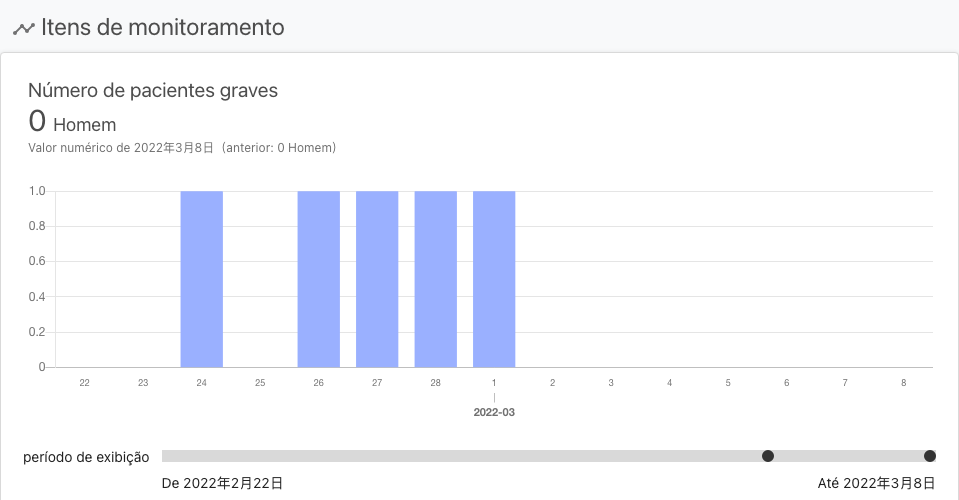 Itens de monitoramento
Número de pacientes graves
0 Homem
Valor numérico de 2022年3月8日 (anterior: 0 Homem)
1.0
0.8
0.6
0.4
0.2
0
22 23 24 25 26 27 28 1 2 3 4 5 6 7 8
2022-03
período de exibição
De 2022年2月22日 Até 2022年3月8日